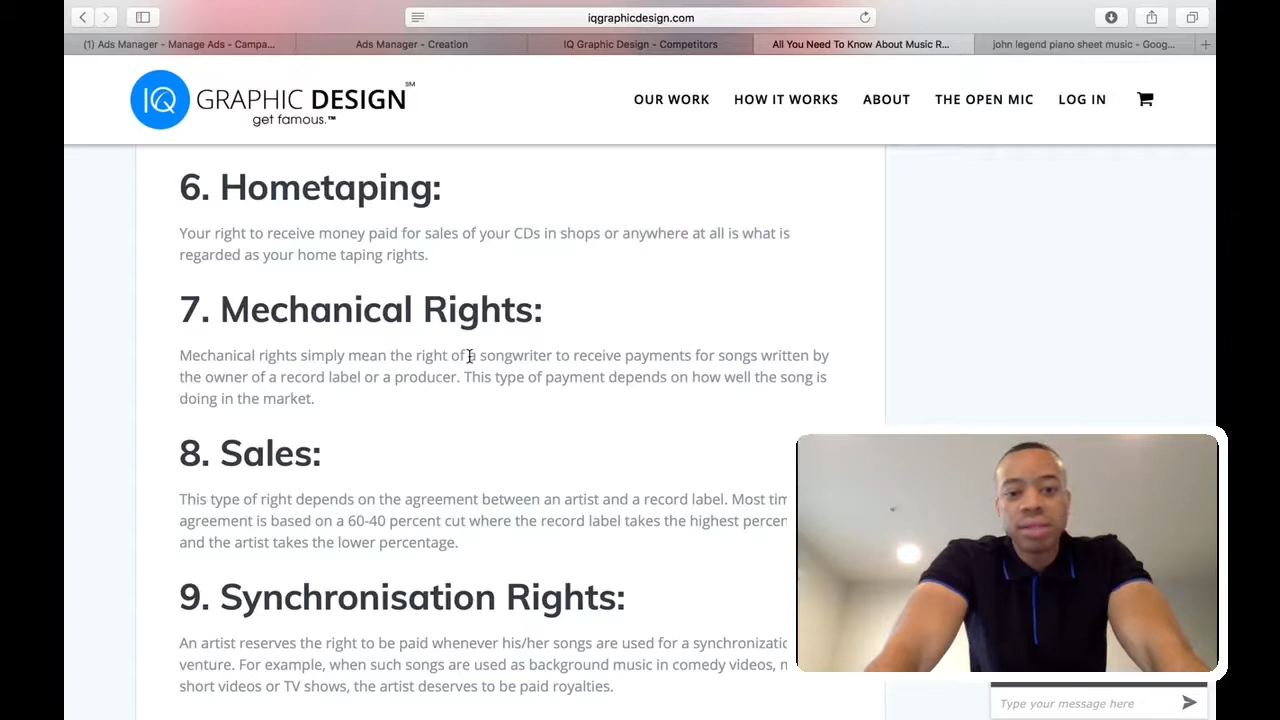 iqgraphicdesign.com
(1) Ads Manager - Manage Ads - Campa...
Ads Manager - Creation
IQ Graphic Design - Competitors
All You Need To Know About Music R...
john legend piano sheet music - Goog...
IQ GRAPHIC DESIGN SM
get famous.™
OUR WORK
HOW IT WORKS
ABOUT
THE OPEN MIC
LOG IN
6. Hometaping:
Your right to receive money paid for sales of your CDs in shops or anywhere at all is what is
regarded as your home taping rights.
7. Mechanical Rights:
Mechanical rights simply mean the right of a songwriter to receive payments for songs written by
the owner of a record label or a producer. This type of payment depends on how well the song is
doing in the market.
8. Sales:
This type of right depends on the agreement between an artist and a record label. Most tim
agreement is based on a 60-40 percent cut where the record label takes the highest percen
and the artist takes the lower percentage.
9. Synchronisation Rights:
An artist reserves the right to be paid whenever his/her songs are used for a synchronizatio
venture. For example, when such songs are used as background music in comedy videos,
short videos or TV shows, the artist deserves to be paid royalties.
Type your message here